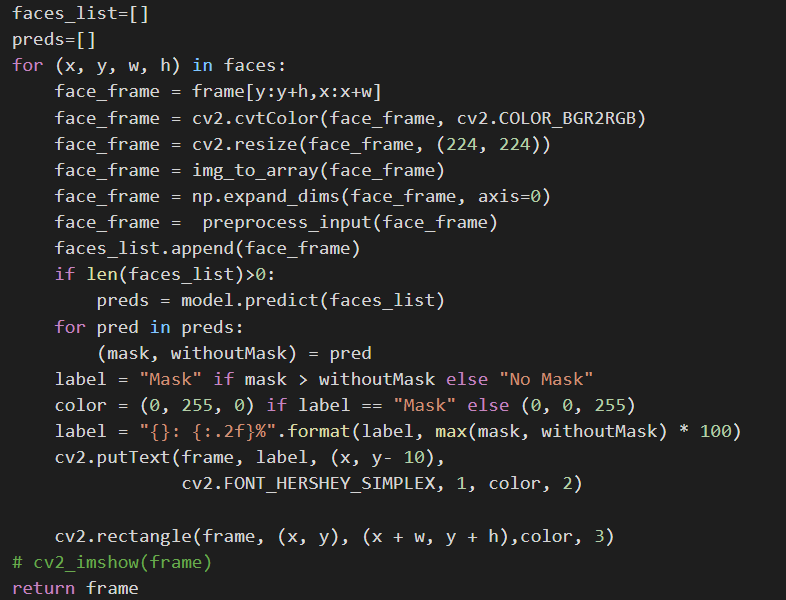 faces_list=[]
preds=[]
for (x, y, w, h) in faces:
    face_frame = frame[y:y+h,x:x+w]
    face_frame = cv2.cvtColor(face_frame, cv2.COLOR_BGR2RGB)
    face_frame = cv2.resize(face_frame, (224, 224))
    face_frame = img_to_array(face_frame)
    face_frame = np.expand_dims(face_frame, axis=0)
    face_frame =  preprocess_input(face_frame)
    faces_list.append(face_frame)
    if len(faces_list)>0:
        preds = model.predict(faces_list)
    for pred in preds:
        (mask, withoutMask) = pred
    label = "Mask" if mask > withoutMask else "No Mask"
    color = (0, 255, 0) if label == "Mask" else (0, 0, 255)
    label = "{}: {:.2f}%".format(label, max(mask, withoutMask) * 100)
    cv2.putText(frame, label, (x, y- 10),
                cv2.FONT_HERSHEY_SIMPLEX, 1, color, 2)
    cv2.rectangle(frame, (x, y), (x + w, y + h),color, 3)
# cv2_imshow(frame)
return frame